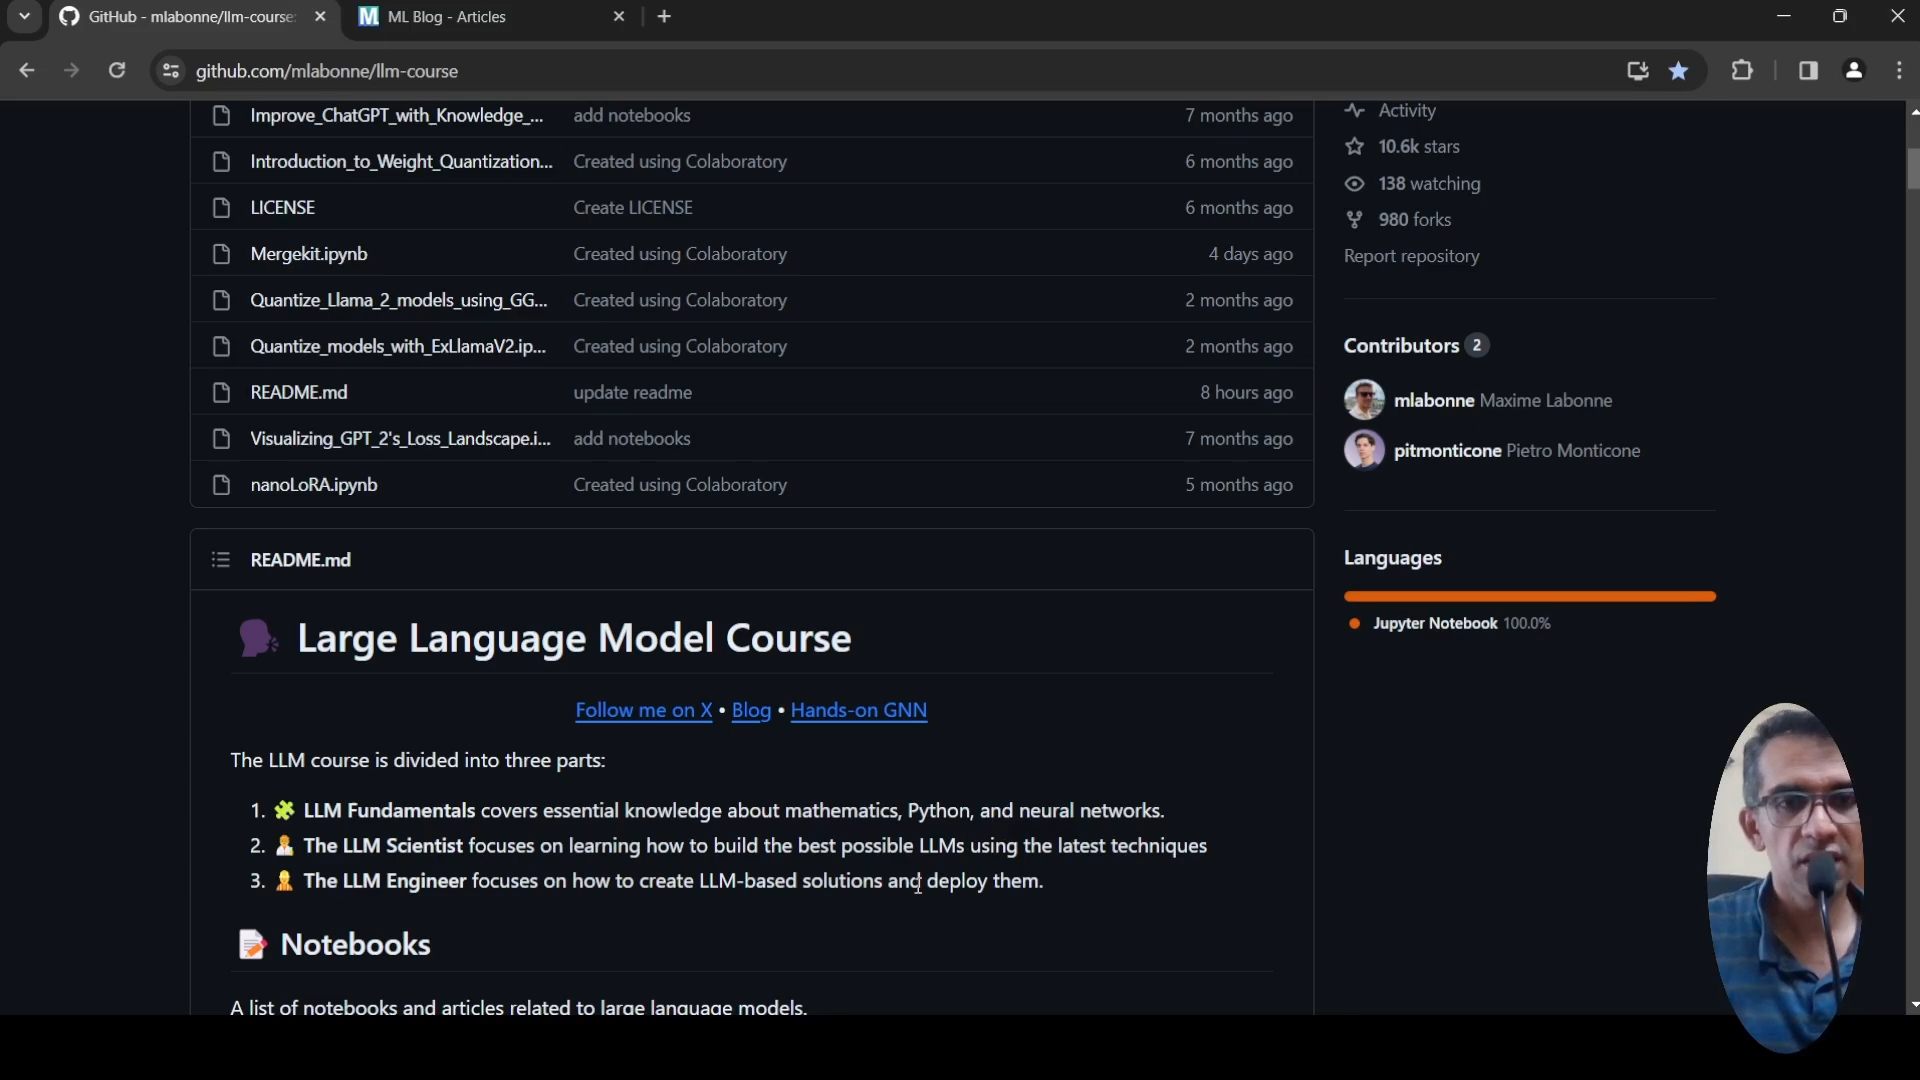 GitHub - mlabonne/llm-course:
ML Blog - Articles
github.com/mlabonne/llm-course
Improve_ChatGPT_with_Knowledge_... add notebooks 7 months ago
Introduction_to_Weight_Quantization... Created using Colaboratory 6 months ago
LICENSE Create LICENSE 6 months ago
Mergekit.ipynb Created using Colaboratory 4 days ago
Quantize_Llama_2_models_using_GG... Created using Colaboratory 2 months ago
Quantize_models_with_ExLlamaV2.ip... Created using Colaboratory 2 months ago
README.md update readme 8 hours ago
Visualizing_GPT_2's_Loss_Landscape.i... add notebooks 7 months ago
nanoLoRA.ipynb Created using Colaboratory 5 months ago
README.md
Large Language Model Course
Follow me on X • Blog • Hands-on GNN
The LLM course is divided into three parts:
1. 🧩 LLM Fundamentals covers essential knowledge about mathematics, Python, and neural networks.
2. 🧑‍🔬 The LLM Scientist focuses on learning how to build the best possible LLMs using the latest techniques
3. 👷 The LLM Engineer focuses on how to create LLM-based solutions and deploy them.
📝 Notebooks
A list of notebooks and articles related to large language models.
Activity
10.6k stars
138 watching
980 forks
Report repository
Contributors 2
mlabonne Maxime Labonne
pitmonticone Pietro Monticone
Languages
Jupyter Notebook 100.0%